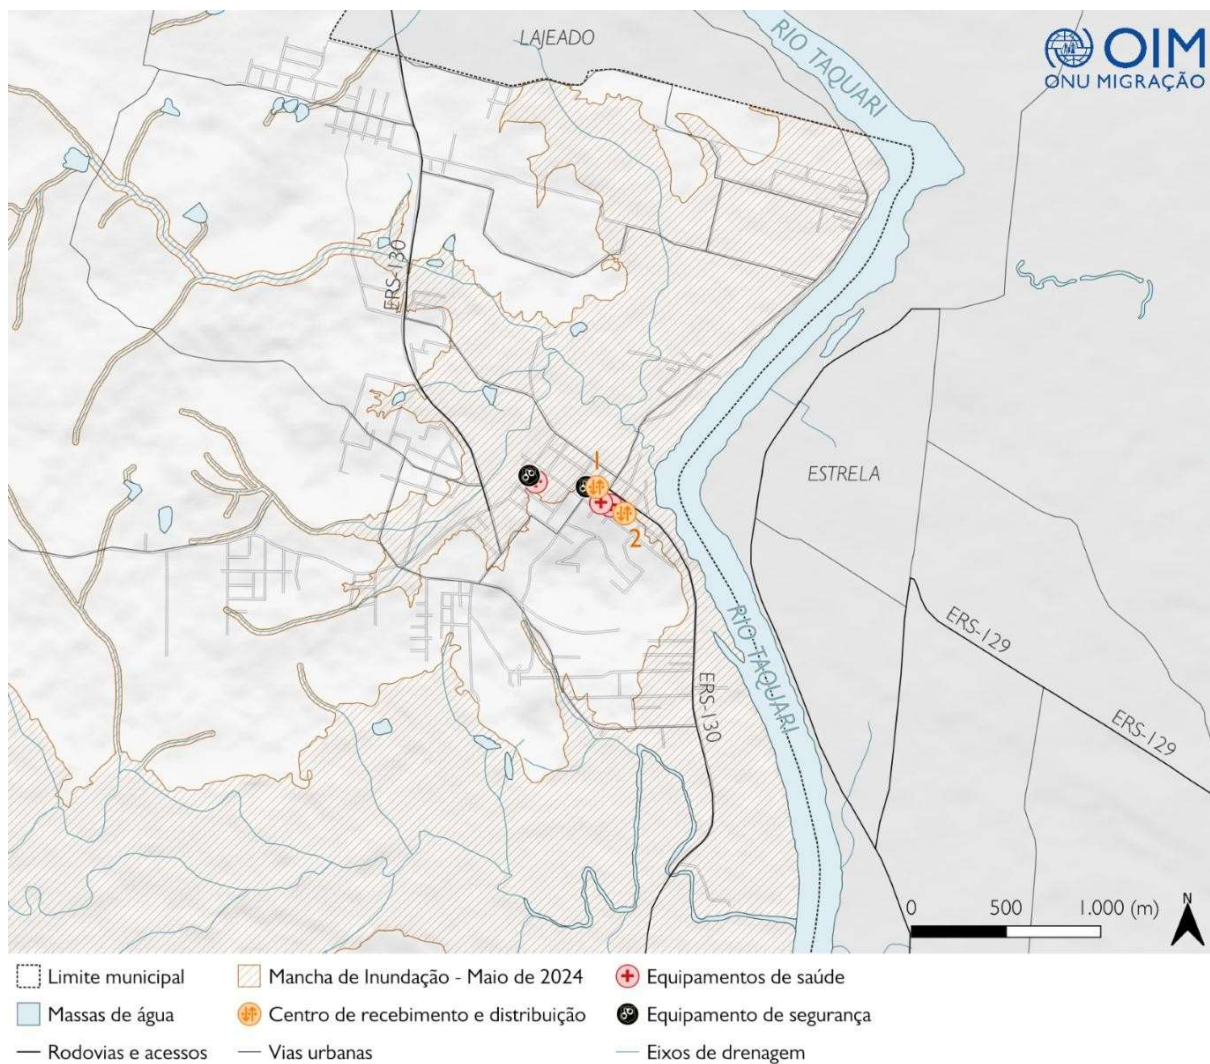 LAJEADO
RIO TAQUARI
OIM
ONU MIGRAÇÃO
ERS-130
1
2
ESTRELA
RIO TAQUARI
ERS-129
ERS-130
ERS-129
0 500 1.000 (m)
N
Limite municipal
Mancha de Inundação - Maio de 2024
Equipamentos de saúde
Massas de água
Centro de recebimento e distribuição
Equipamento de segurança
Rodovias e acessos
Vias urbanas
Eixos de drenagem